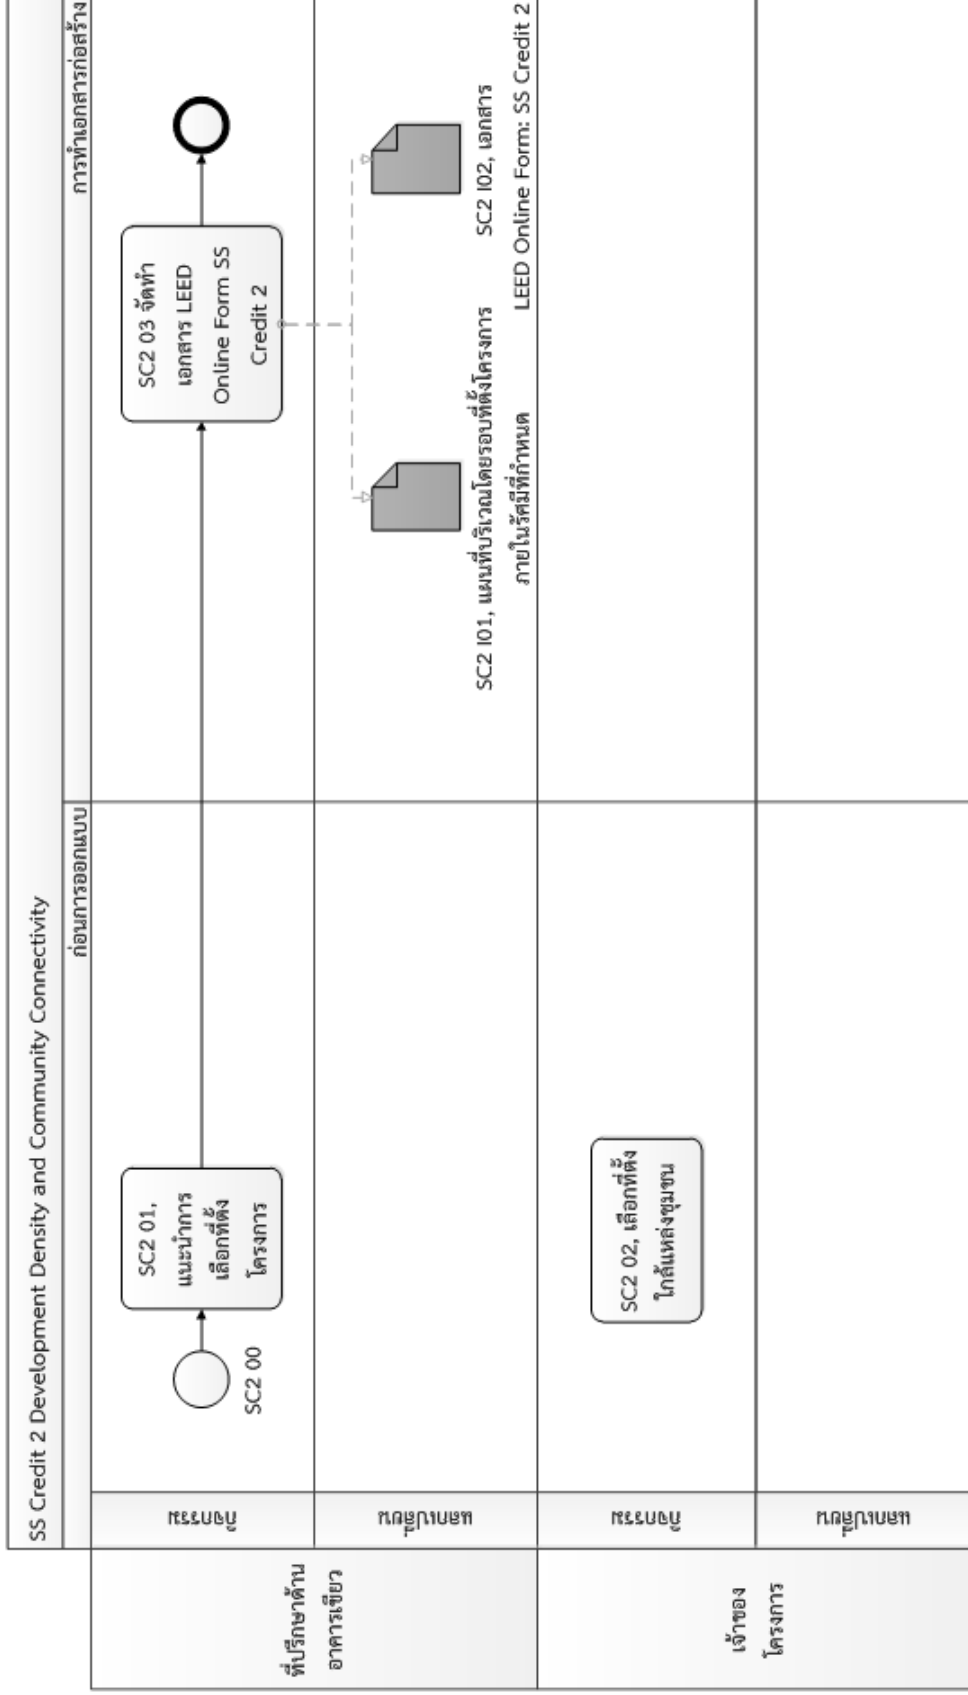 SS Credit 2 Development Density and Community Connectivity
ก่อนการออกแบบ
การทำเอกสารก่อสร้าง
ที่ปรึกษาด้าน
อาคารเขียว
กิจกรรม
SC2 00
SC2 01,
แนะนำการ
เลือกที่ตั้ง
โครงการ
SC2 03 จัดทำ
เอกสาร LEED
Online Form SS
Credit 2
แลกเปลี่ยน
SC2 I01, แผนที่บริเวณโดยรอบที่ตั้งโครงการ
ภายในรัศมีที่กำหนด
SC2 I02, เอกสาร
LEED Online Form: SS Credit 2
เจ้าของ
โครงการ
กิจกรรม
SC2 02, เลือกที่ตั้ง
ใกล้แหล่งชุมชน
แลกเปลี่ยน